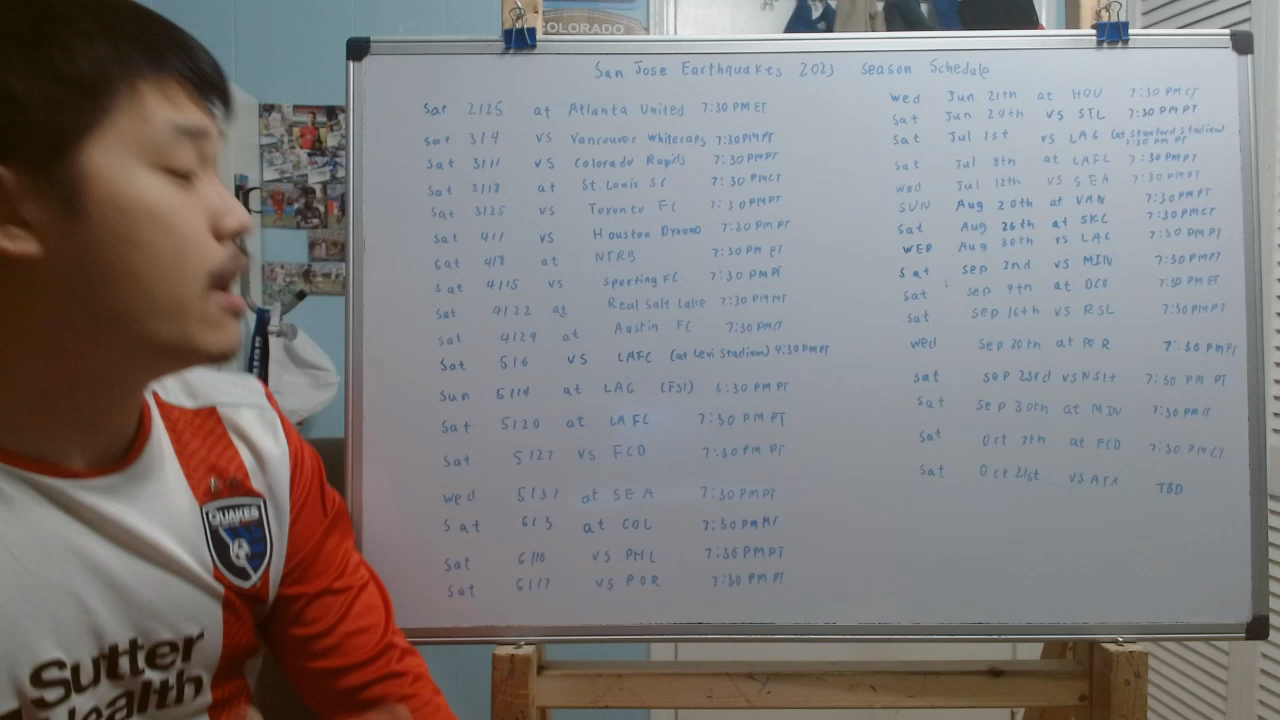 COLORADO
San Jose Earthquakes 2023 season Schedule
Sat 2/25 at Atlanta United 7:30 PM ET
Sat 3/4 VS Vancouver Whitecaps 7:30 PM PT
Sat 3/11 VS Colorado Rapids 7:30 PM PT
Sat 3/18 at St. Louis SC 7:30 PM CT
Sat 3/25 VS Toronto FC 7:30 PM PT
Sat 4/1 VS Houston Dynamo 7:30 PM PT
Sat 4/8 at NYRB 7:30 PM ET
Sat 4/15 VS Sporting KC 7:30 PM PT
Sat 4/22 at Real Salt Lake 7:30 PM MT
Sat 4/29 at Austin FC 7:30 PM CT
Sat 5/6 VS LAFC (at Levi Stadium) 4:30 PM PT
Sun 5/14 at LAG (FS1) 6:30 PM PT
Sat 5/20 at LAFC 7:30 PM PT
Sat 5/27 VS FCD 7:30 PM PT
Wed 5/31 at SEA 7:30 PM PT
Sat 6/3 at COL 7:30 PM MT
Sat 6/10 VS PHL 7:30 PM PT
Sat 6/17 VS POR 7:30 PM PT
Wed Jun 21th at HOU 7:30 PM CT
Sat Jun 24th VS STL 7:30 PM PT
Sat Jul 1st VS LAG (at Stanford Stadium) 7:30 PM PT
Sat Jul 8th at LAFC 7:30 PM PT
Wed Jul 12th VS SEA 7:30 PM PT
SUN Aug 20th at VAN 7:30 PM PT
Sat Aug 26th at SKC 7:30 PM CT
WED Aug 30th VS LAG 7:30 PM PT
Sat Sep 2nd VS MIN 7:30 PM PT
Sat Sep 9th at DCU 7:30 PM ET
Sat Sep 16th VS RSL 7:30 PM PT
Wed Sep 20th at POR 7:30 PM PT
Sat Sep 23rd VS NSH 7:30 PM PT
Sat Sep 30th at MIN 7:30 PM CT
Sat Oct 7th at FCD 7:30 PM CT
Sat Oct 21st VS ATX TBD
QUAKES
Sutter
Health